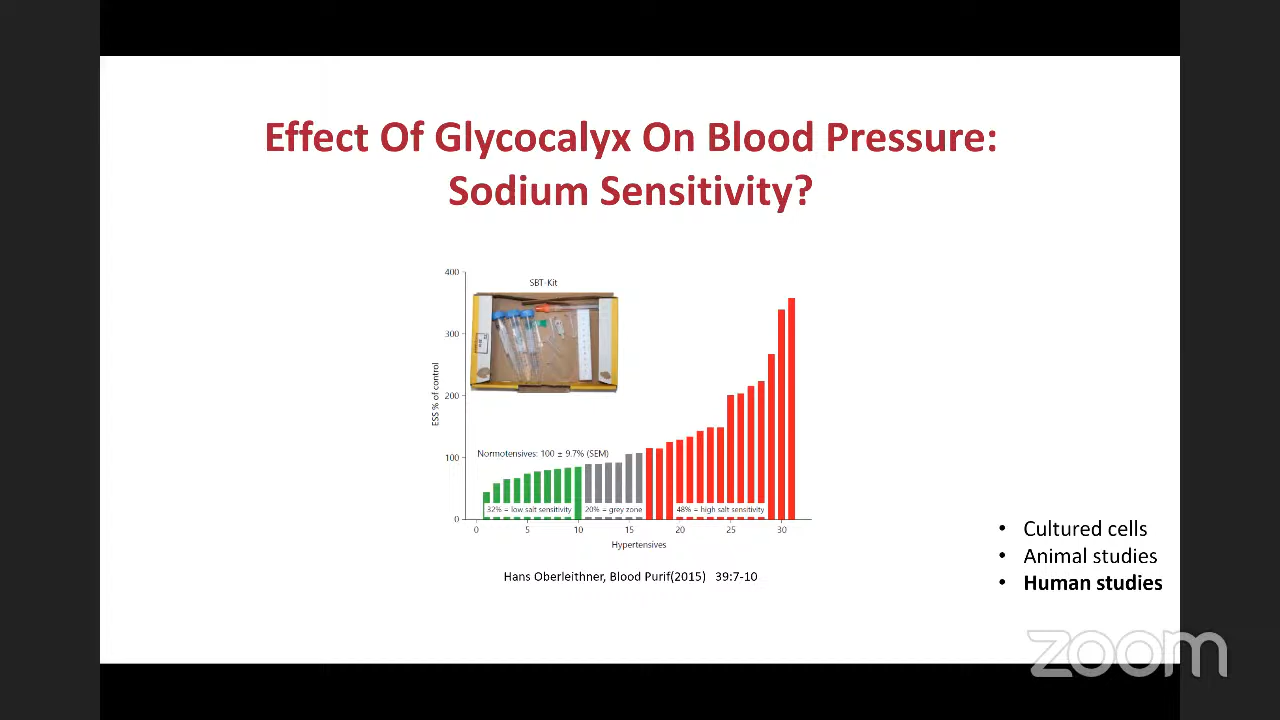 Effect Of Glycocalyx On Blood Pressure:
Sodium Sensitivity?
400
300
200
100
0
ESS % of control
SBT-Kit
Normotensives: 100 ± 9.7% (SEM)
32% = low salt sensitivity
20% = grey zone
48% = high salt sensitivity
0 5 10 15 20 25 30
Hypertensives
Hans Oberleithner, Blood Purif(2015) 39:7-10
• Cultured cells
• Animal studies
• Human studies
zoom